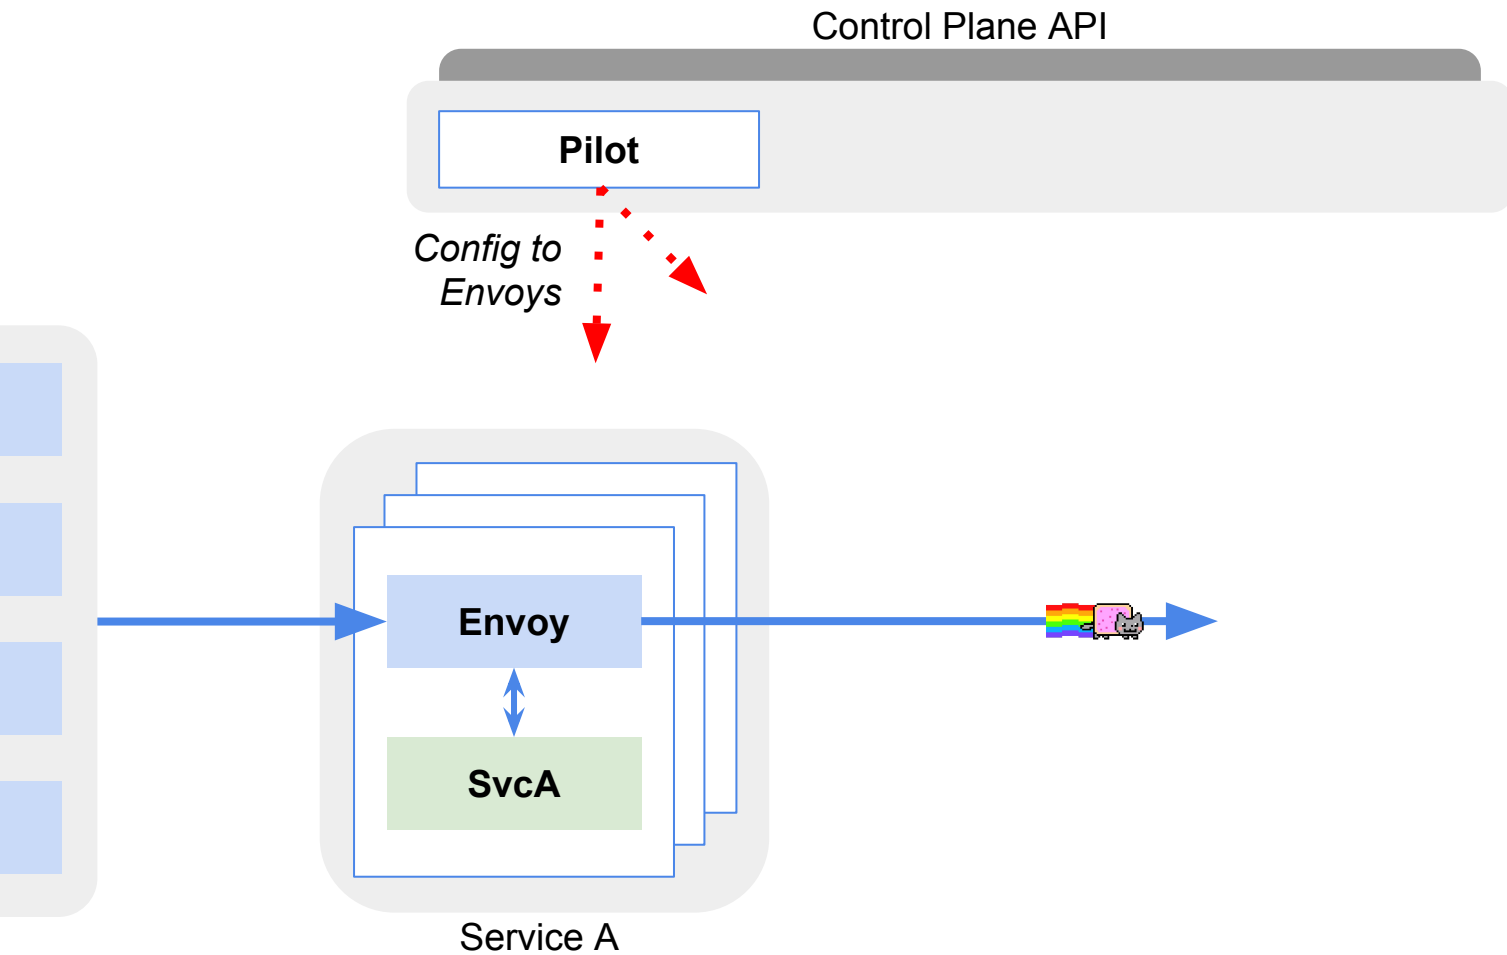 Control Plane API
Pilot
Config to
Envoys
Envoy
SvcA
Service A